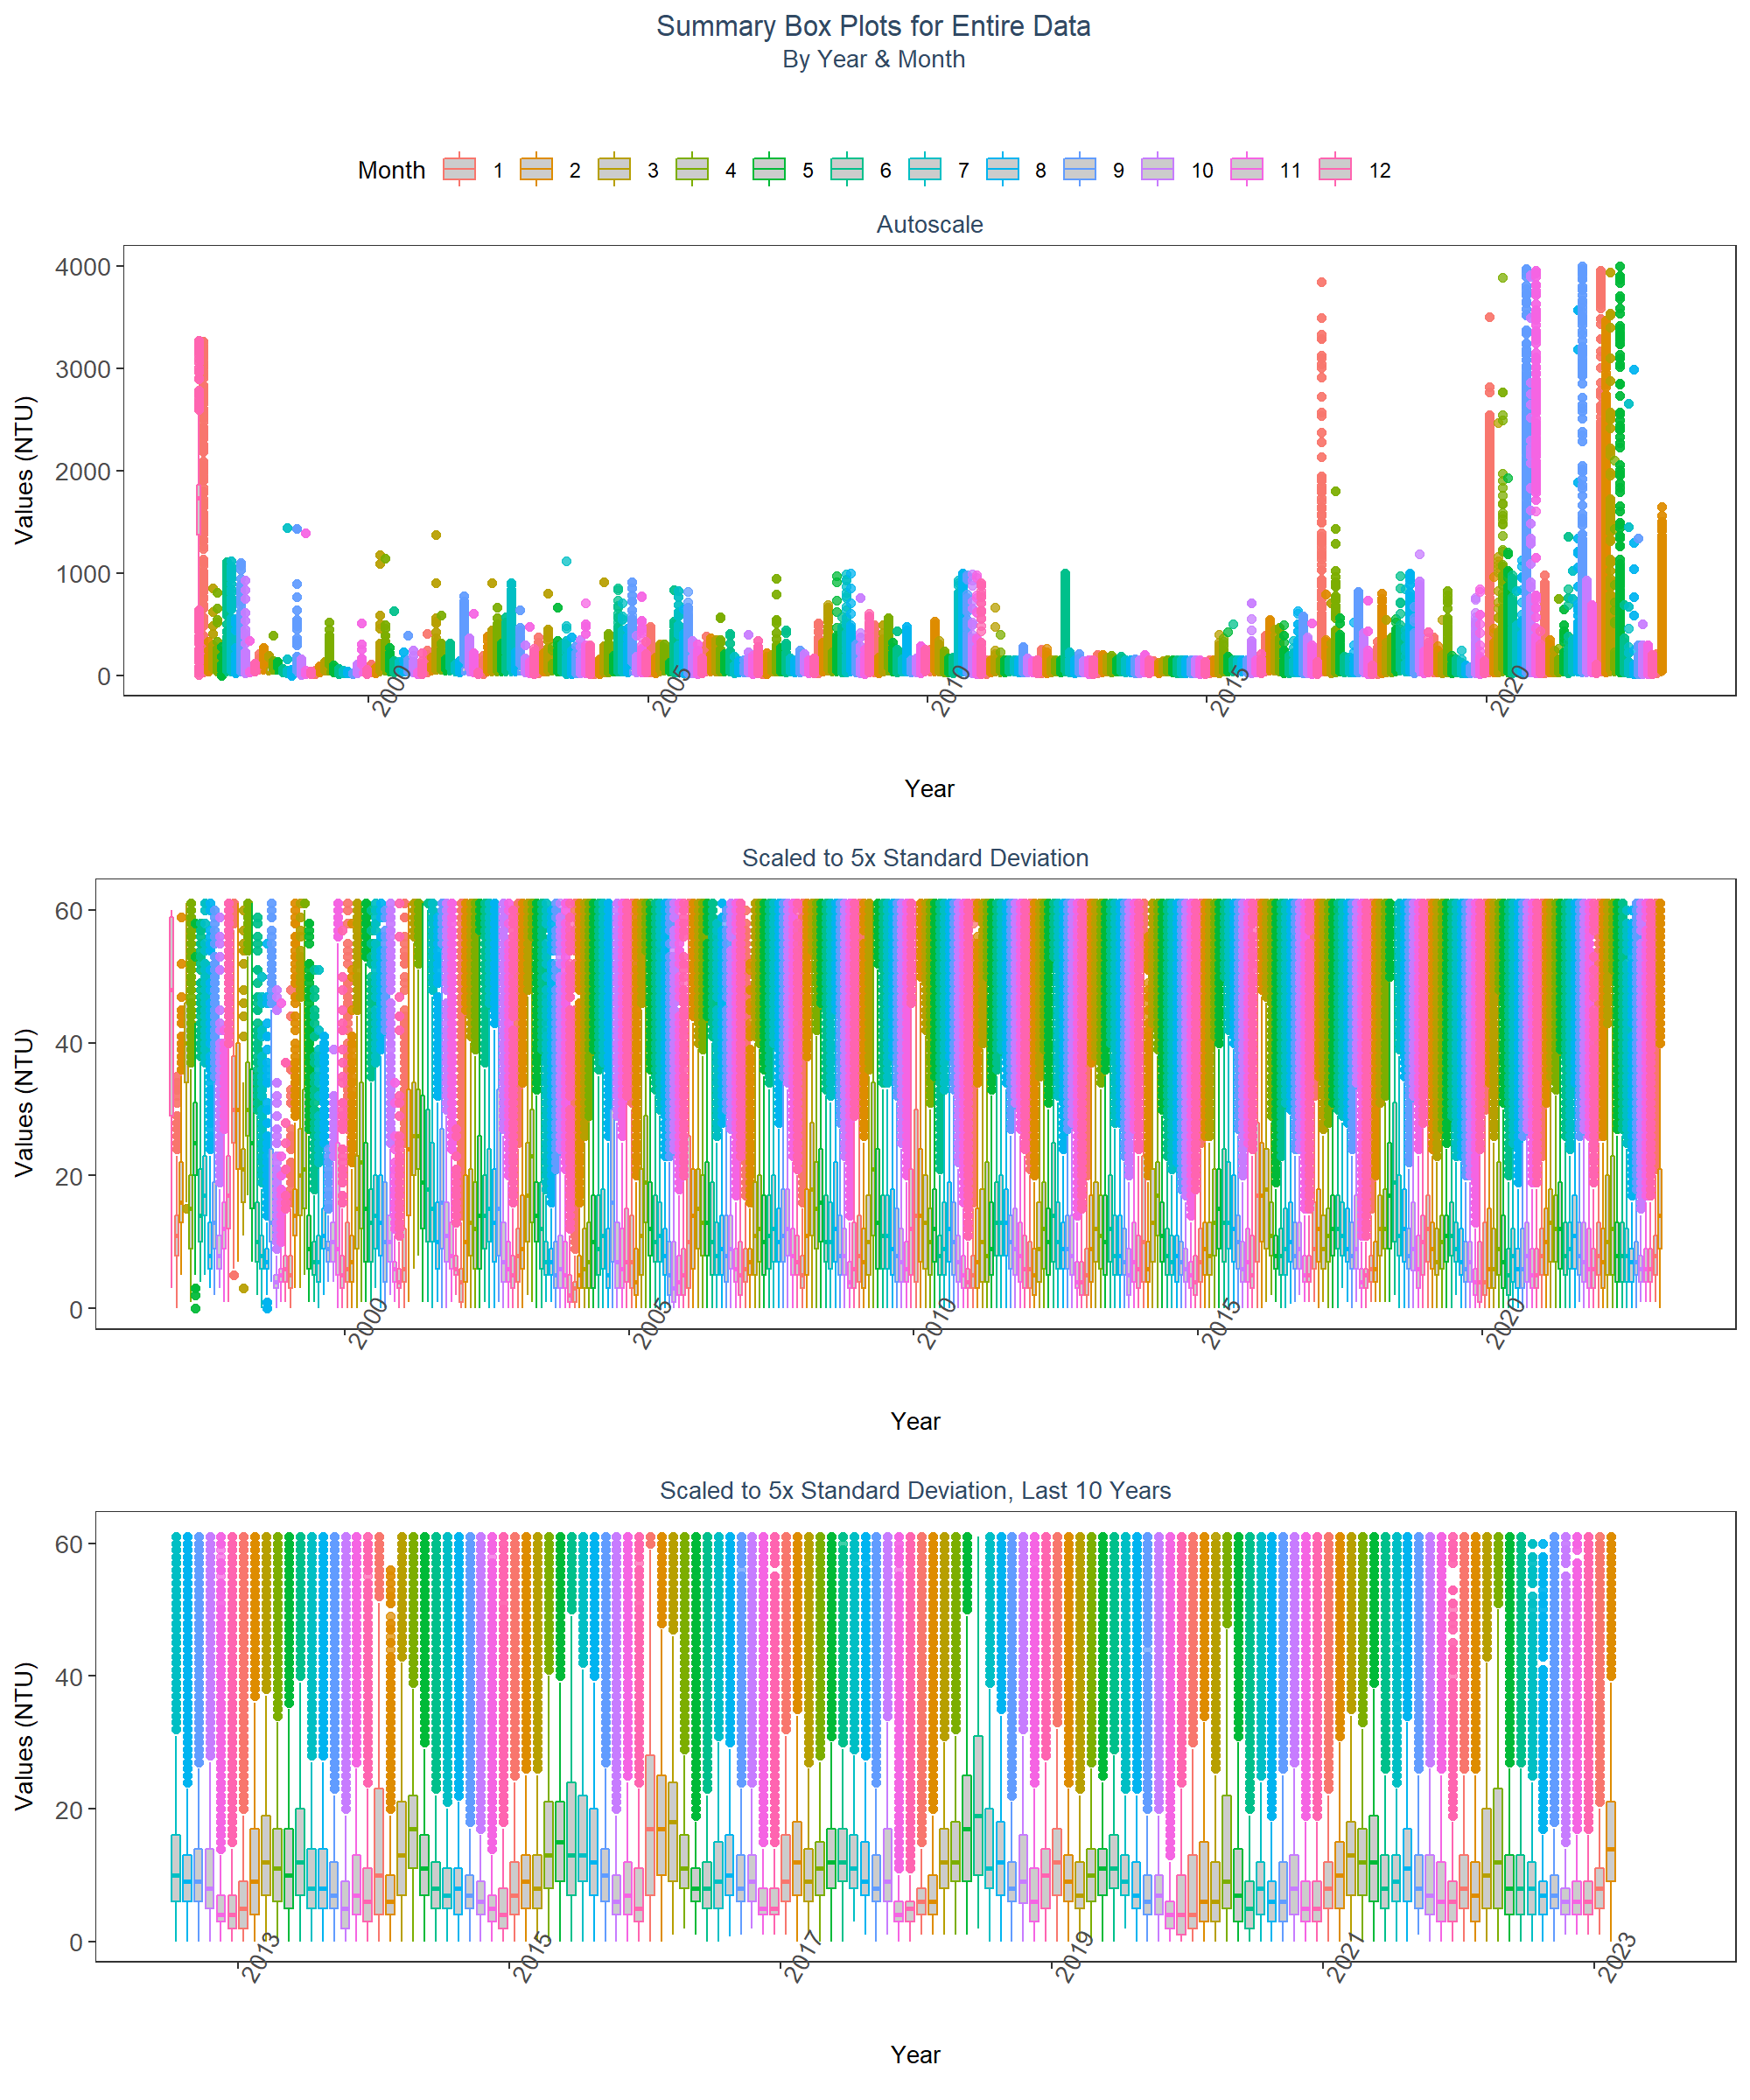 Summary Box Plots for Entire Data
By Year & Month
Month 1 2 3 4 5 6 7 8 9 10 11 12
Autoscale
Values (NTU)
4000
3000
2000
1000
0
2000 2005 2010 2015 2020
Year
Scaled to 5x Standard Deviation
Values (NTU)
60
40
20
0
2000 2005 2010 2015 2020
Year
Scaled to 5x Standard Deviation, Last 10 Years
Values (NTU)
60
40
20
0
2013 2015 2017 2019 2021 2023
Year